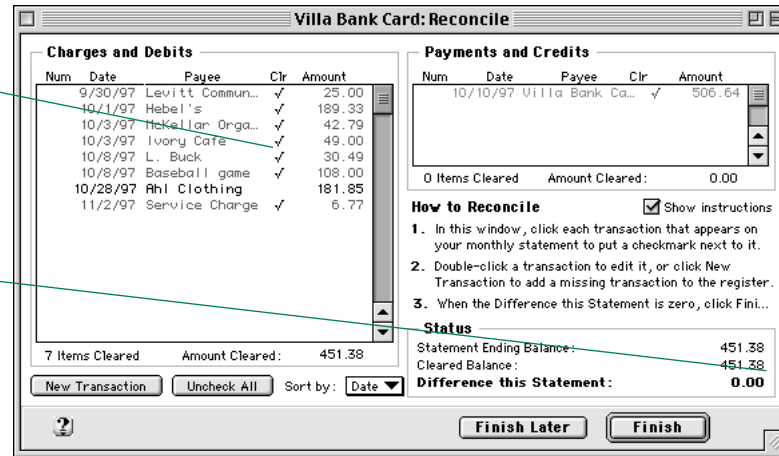 Villa Bank Card: Reconcile
Charges and Debits
Num Date Payee Clr Amount
9/30/97 Levitt Commun... ✓ 25.00
10/1/97 Hebel's ✓ 189.33
10/3/97 McKellar Orga... ✓ 42.79
10/3/97 Ivory Cafe ✓ 49.00
10/8/97 L. Buck ✓ 30.49
10/8/97 Baseball game ✓ 108.00
10/28/97 Ahl Clothing 181.85
11/2/97 Service Charge ✓ 6.77
7 Items Cleared Amount Cleared: 451.38
New Transaction Uncheck All Sort by: Date
Payments and Credits
Num Date Payee Clr Amount
10/10/97 Villa Bank Ca... ✓ 506.64
0 Items Cleared Amount Cleared: 0.00
How to Reconcile Show instructions
1. In this window, click each transaction that appears on
your monthly statement to put a checkmark next to it.
2. Double-click a transaction to edit it, or click New
Transaction to add a missing transaction to the register.
3. When the Difference this Statement is zero, click Fini...
Status
Statement Ending Balance: 451.38
Cleared Balance: 451.38
Difference this Statement: 0.00
? Finish Later Finish